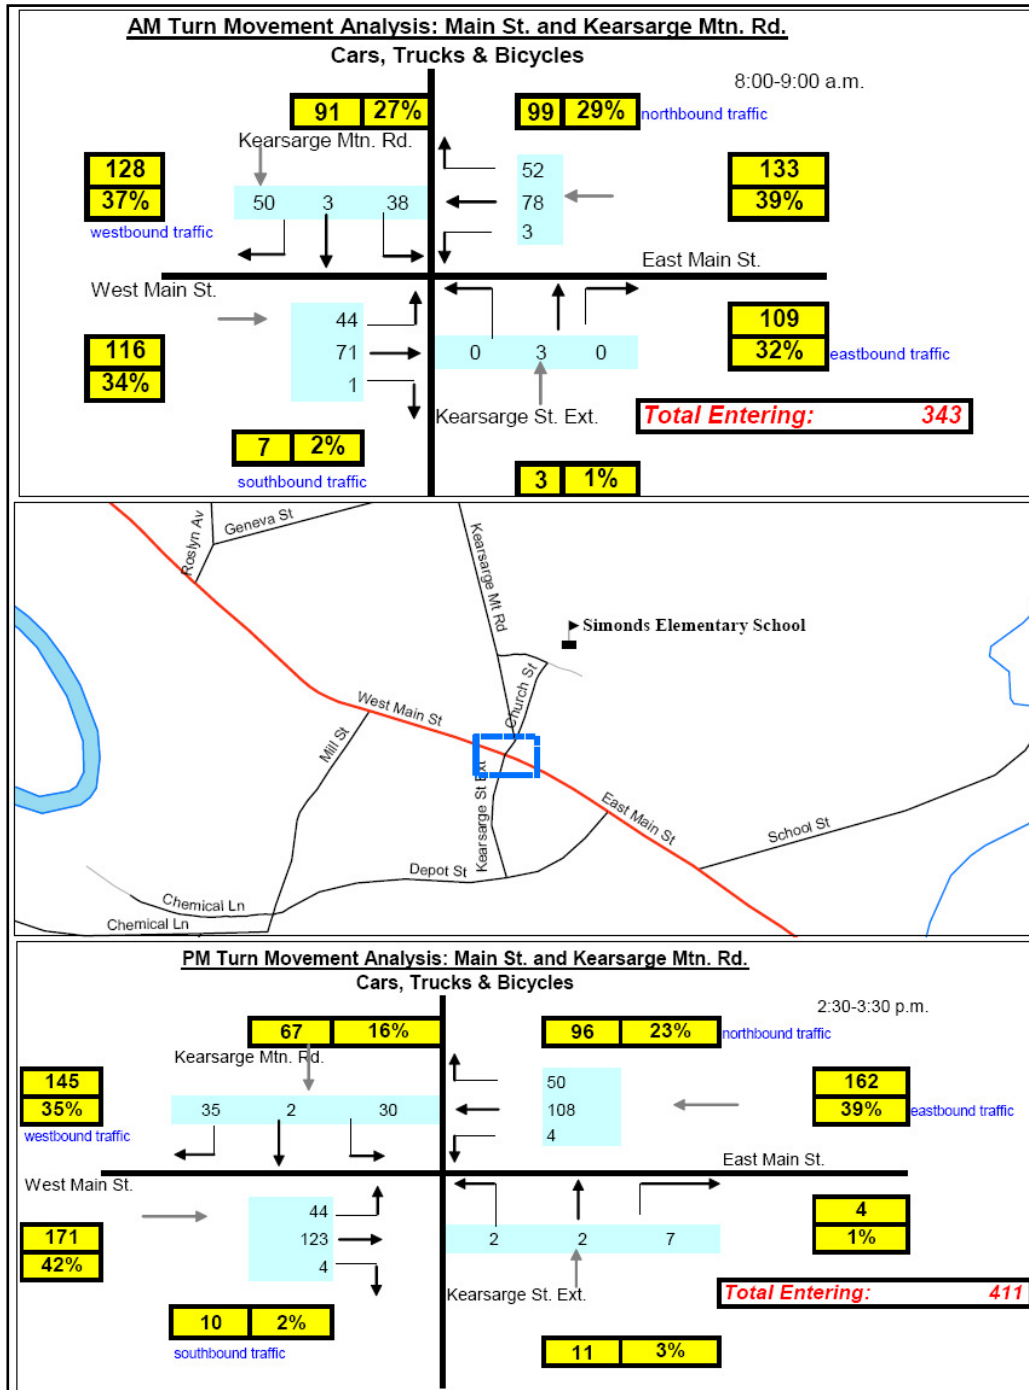 AM Turn Movement Analysis: Main St. and Kearsarge Mtn. Rd.
Cars, Trucks & Bicycles
8:00-9:00 a.m.
91 27%
99 29% northbound traffic
Kearsarge Mtn. Rd.
128
37%
westbound traffic
50 3 38
52
78
3
133
39%
East Main St.
West Main St.
44
71
1
116
34%
0 3 0
109
32% eastbound traffic
Kearsarge St. Ext.
Total Entering: 343
7 2%
southbound traffic
3 1%
Roslyn Av
Geneva St
Kearsarge Mt Rd
Simonds Elementary School
Church St
West Main St
Mill St
Kearsarge St Ext
East Main St
School St
Depot St
Chemical Ln
Chemical Ln
PM Turn Movement Analysis: Main St. and Kearsarge Mtn. Rd.
Cars, Trucks & Bicycles
2:30-3:30 p.m.
67 16%
96 23% northbound traffic
Kearsarge Mtn. Rd.
145
35%
westbound traffic
35 2 30
50
108
4
162
39% eastbound traffic
East Main St.
West Main St.
44
123
4
171
42%
2 2 7
4
1%
Kearsarge St. Ext.
Total Entering: 411
10 2%
southbound traffic
11 3%